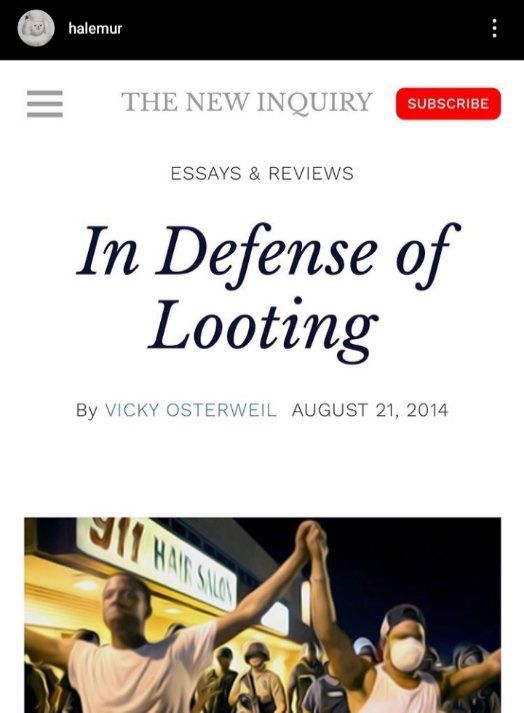 halemur
THE NEW INQUIRY
SUBSCRIBE
ESSAYS & REVIEWS
In Defense of
Looting
By VICKY OSTERWEIL AUGUST 21, 2014
911 HAIR SALON